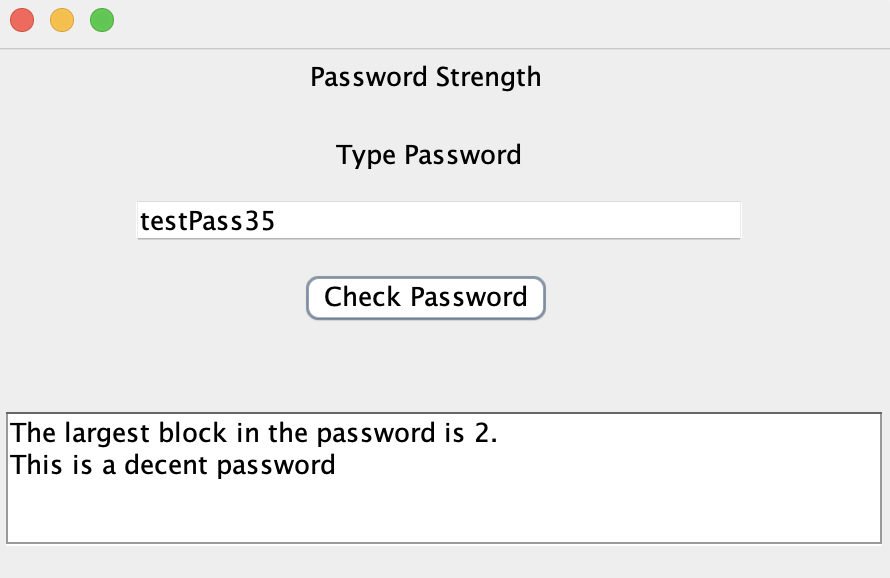 Password Strength
Type Password
testPass35
Check Password
The largest block in the password is 2.
This is a decent password